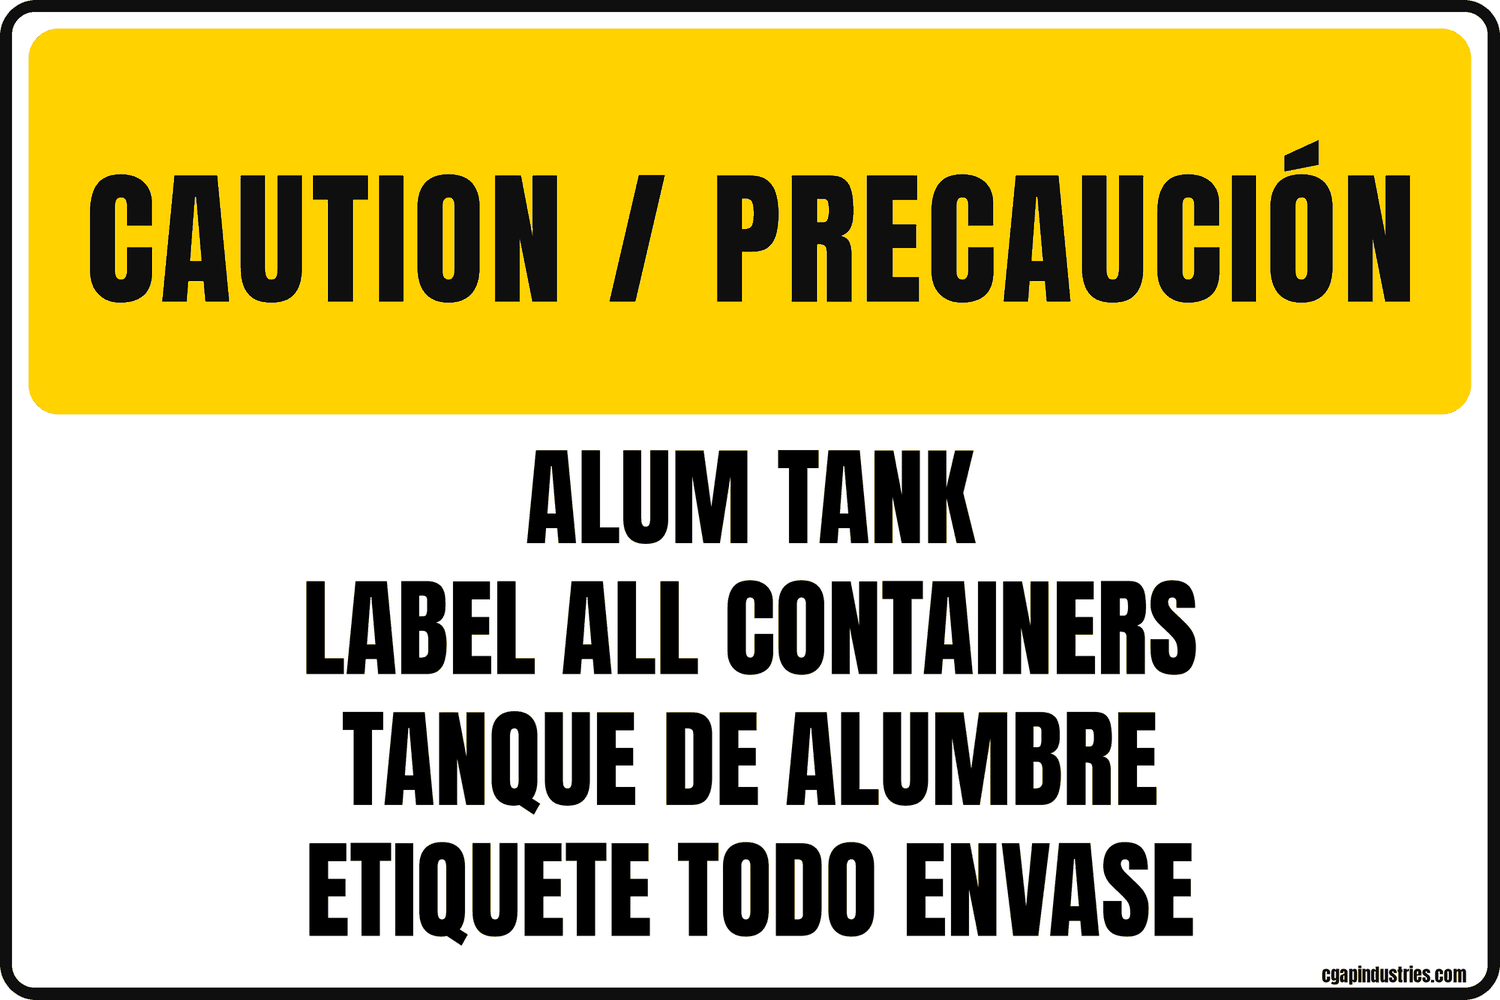 CAUTION / PRECAUCIÓN
ALUM TANK
LABEL ALL CONTAINERS
TANQUE DE ALUMBRE
ETIQUETE TODO ENVASE
cgapindustries.com